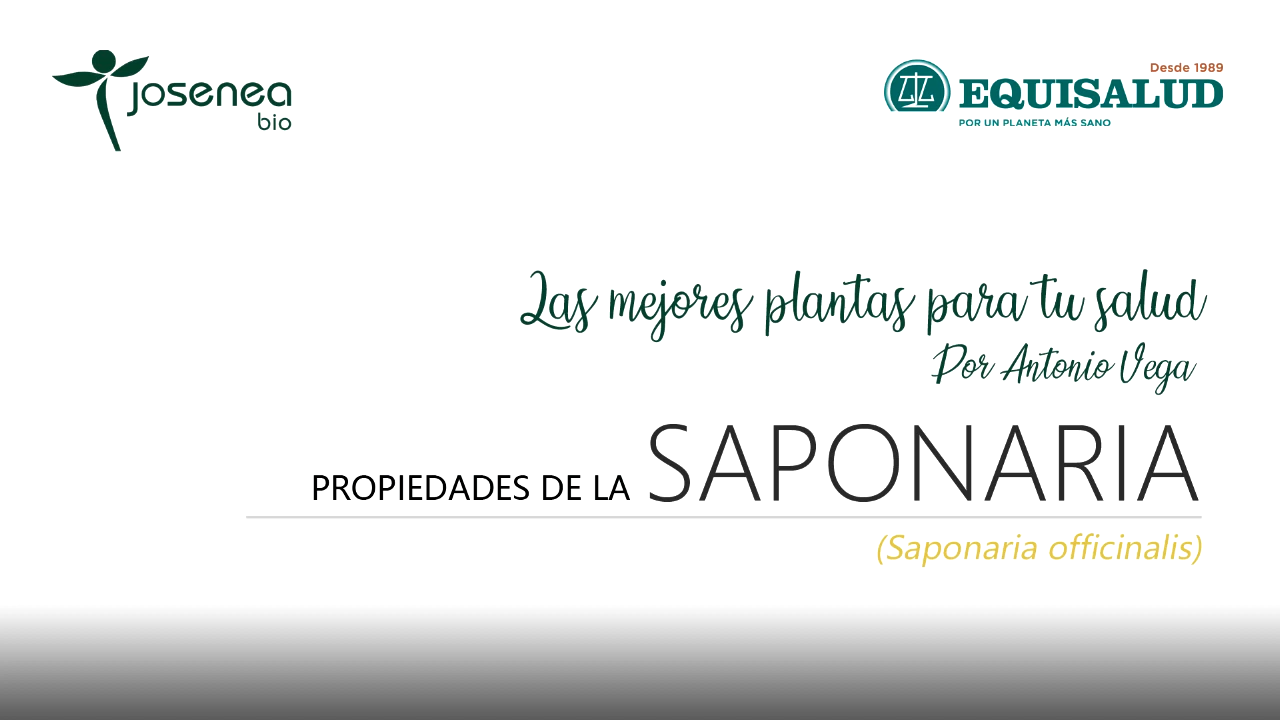 josenea
bio
Desde 1989
EQUISALUD
POR UN PLANETA MÁS SANO
Las mejores plantas para tu salud
Por Antonio Vega
PROPIEDADES DE LA SAPONARIA
(Saponaria officinalis)